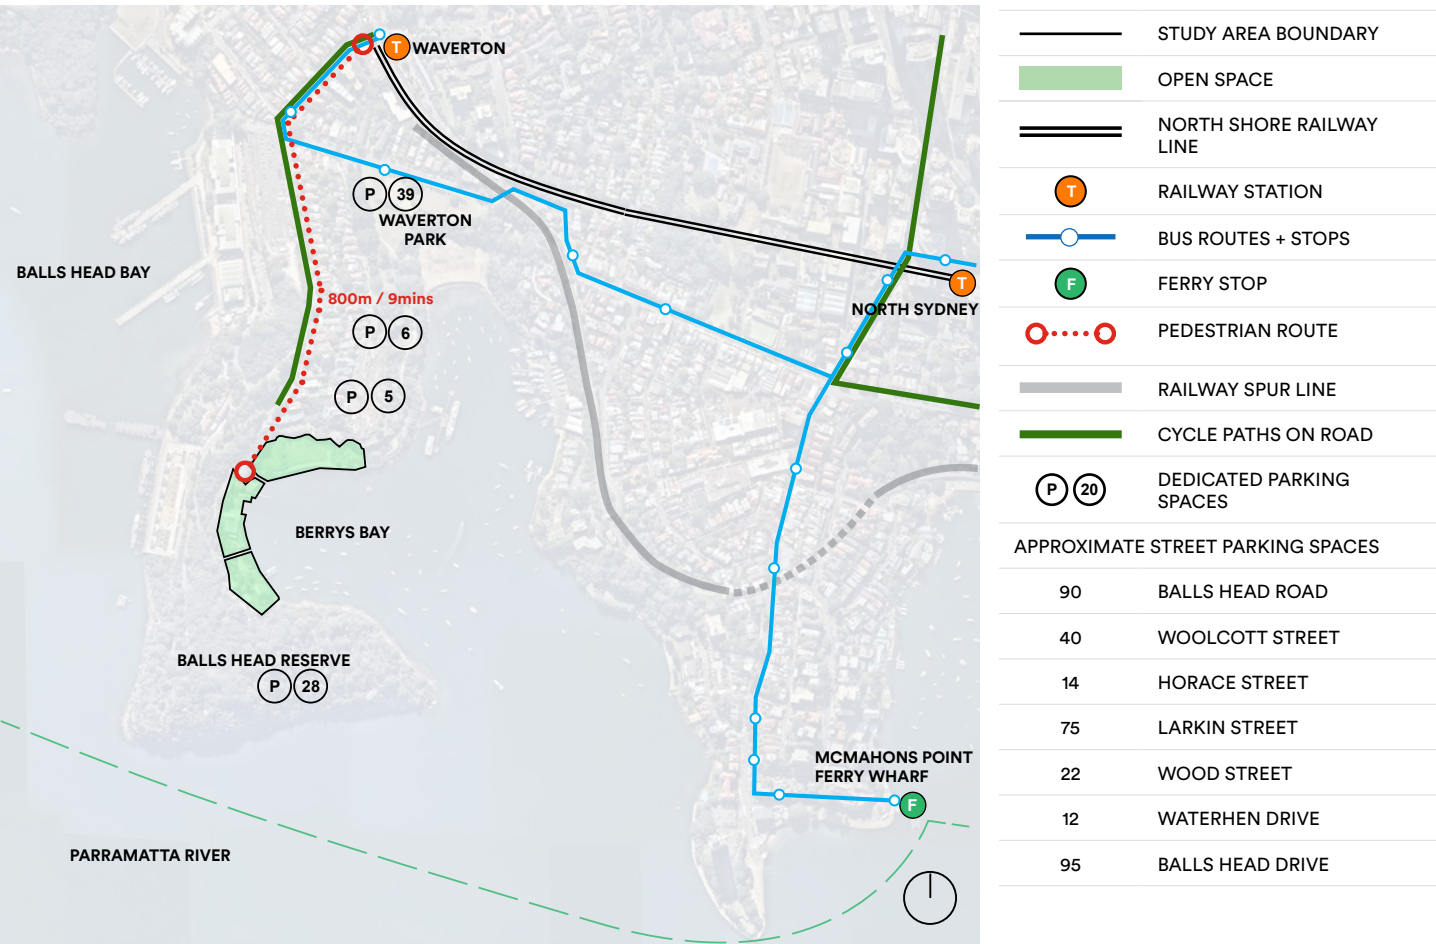 T WAVERTON
P 39
WAVERTON
PARK
BALLS HEAD BAY
800m / 9mins
P 6
T
NORTH SYDNEY
P 5
BERRYS BAY
BALLS HEAD RESERVE
P 28
MCMAHONS POINT
FERRY WHARF
F
PARRAMATTA RIVER
STUDY AREA BOUNDARY
OPEN SPACE
NORTH SHORE RAILWAY
LINE
T RAILWAY STATION
BUS ROUTES + STOPS
F FERRY STOP
PEDESTRIAN ROUTE
RAILWAY SPUR LINE
CYCLE PATHS ON ROAD
P 20 DEDICATED PARKING
SPACES
APPROXIMATE STREET PARKING SPACES
90 BALLS HEAD ROAD
40 WOOLCOTT STREET
14 HORACE STREET
75 LARKIN STREET
22 WOOD STREET
12 WATERHEN DRIVE
95 BALLS HEAD DRIVE